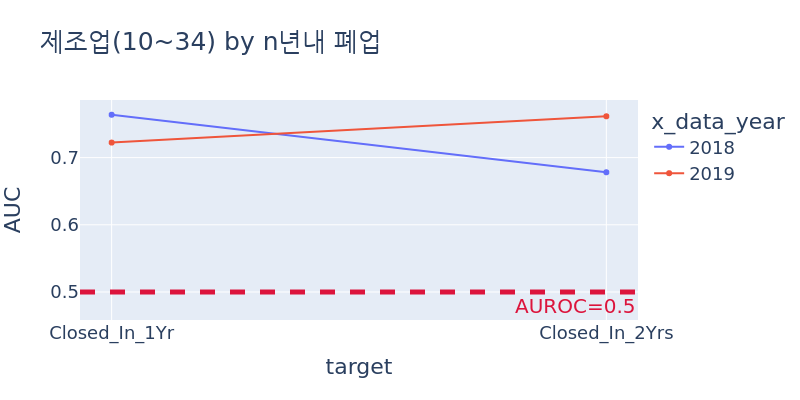 제조업(10~34) by n년내 폐업
x_data_year
2018
2019
AUC
0.7
0.6
0.5
AUROC=0.5
Closed_In_1Yr
Closed_In_2Yrs
target